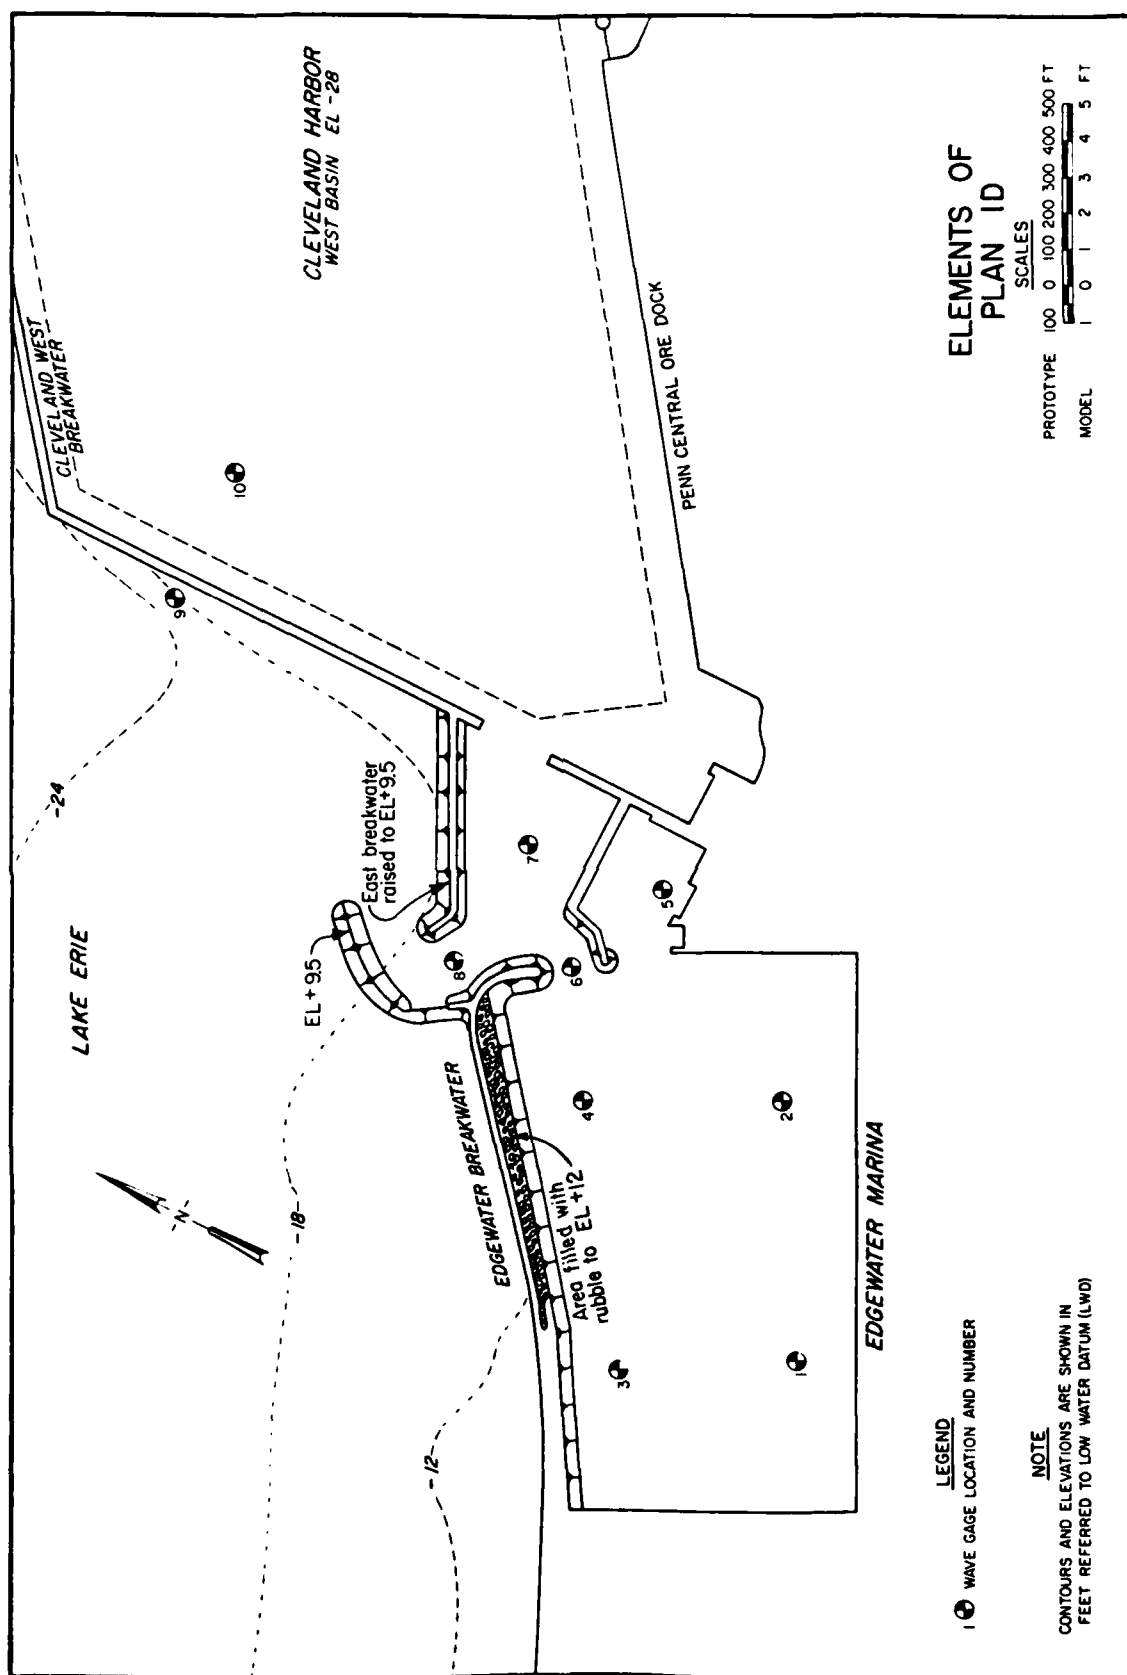 CLEVELAND HARBOR
WEST BASIN EL -28
CLEVELAND WEST
BREAKWATER
10
9
-24
LAKE ERIE
EL + 9.5
East breakwater
raised to EL+9.5
7
8
6
5
PENN CENTRAL ORE DOCK
N
-18-
EDGEWATER BREAKWATER
Area filled with
rubble to EL +12
4
2
3
1
-12-
EDGEWATER MARINA
LEGEND
1 WAVE GAGE LOCATION AND NUMBER
NOTE
CONTOURS AND ELEVATIONS ARE SHOWN IN
FEET REFERRED TO LOW WATER DATUM (LWD)
ELEMENTS OF
PLAN 1D
SCALES
PROTOTYPE 100 0 100 200 300 400 500 FT
MODEL 1 0 1 2 3 4 5 FT